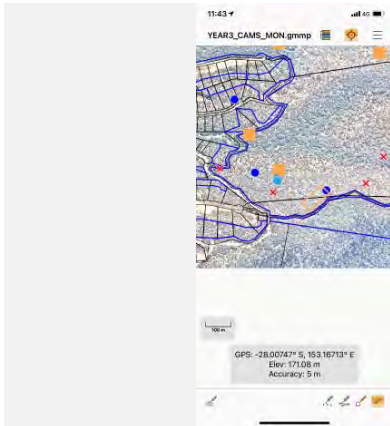 11:43
4G
YEAR3_CAMS_MON.gmmp
100 m
GPS: -28.00747° S, 153.16713° E
Elev: 171.08 m
Accuracy: 5 m